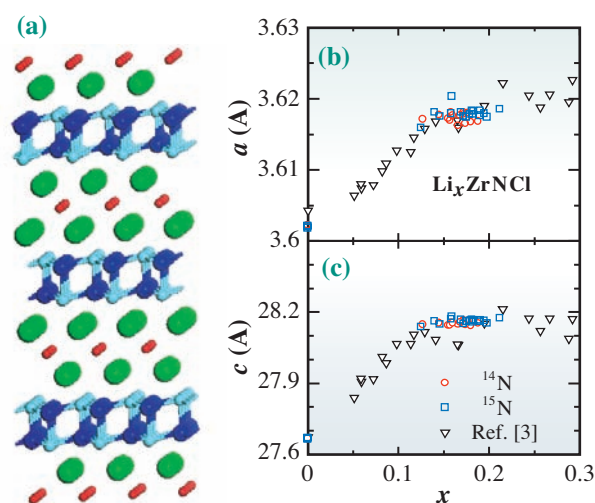 (a)
(b)
3.63
3.62
3.61
3.6
a (A)
LixZrNCl
(c)
28.2
27.9
27.6
c (A)
14N
15N
Ref. [3]
0
0.1
0.2
0.3
x